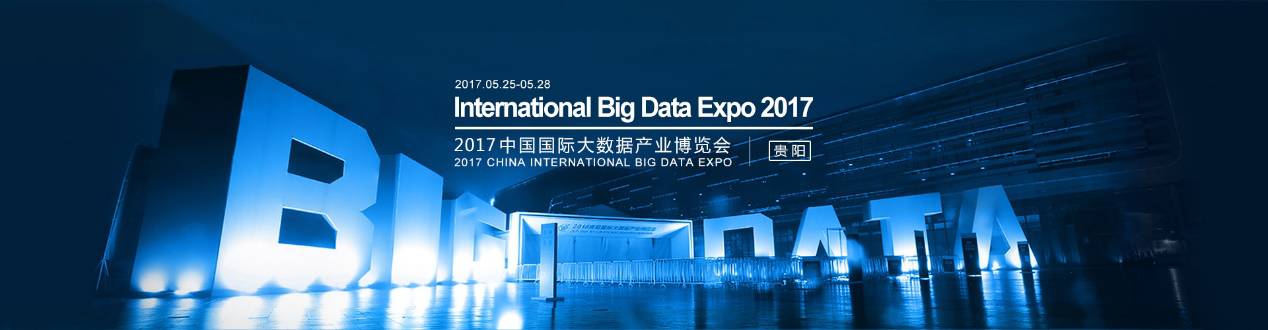 2017.05.25-05.28
International Big Data Expo 2017
2017中国国际大数据产业博览会
贵阳
2017 CHINA INTERNATIONAL BIG DATA EXPO
BIG DATA